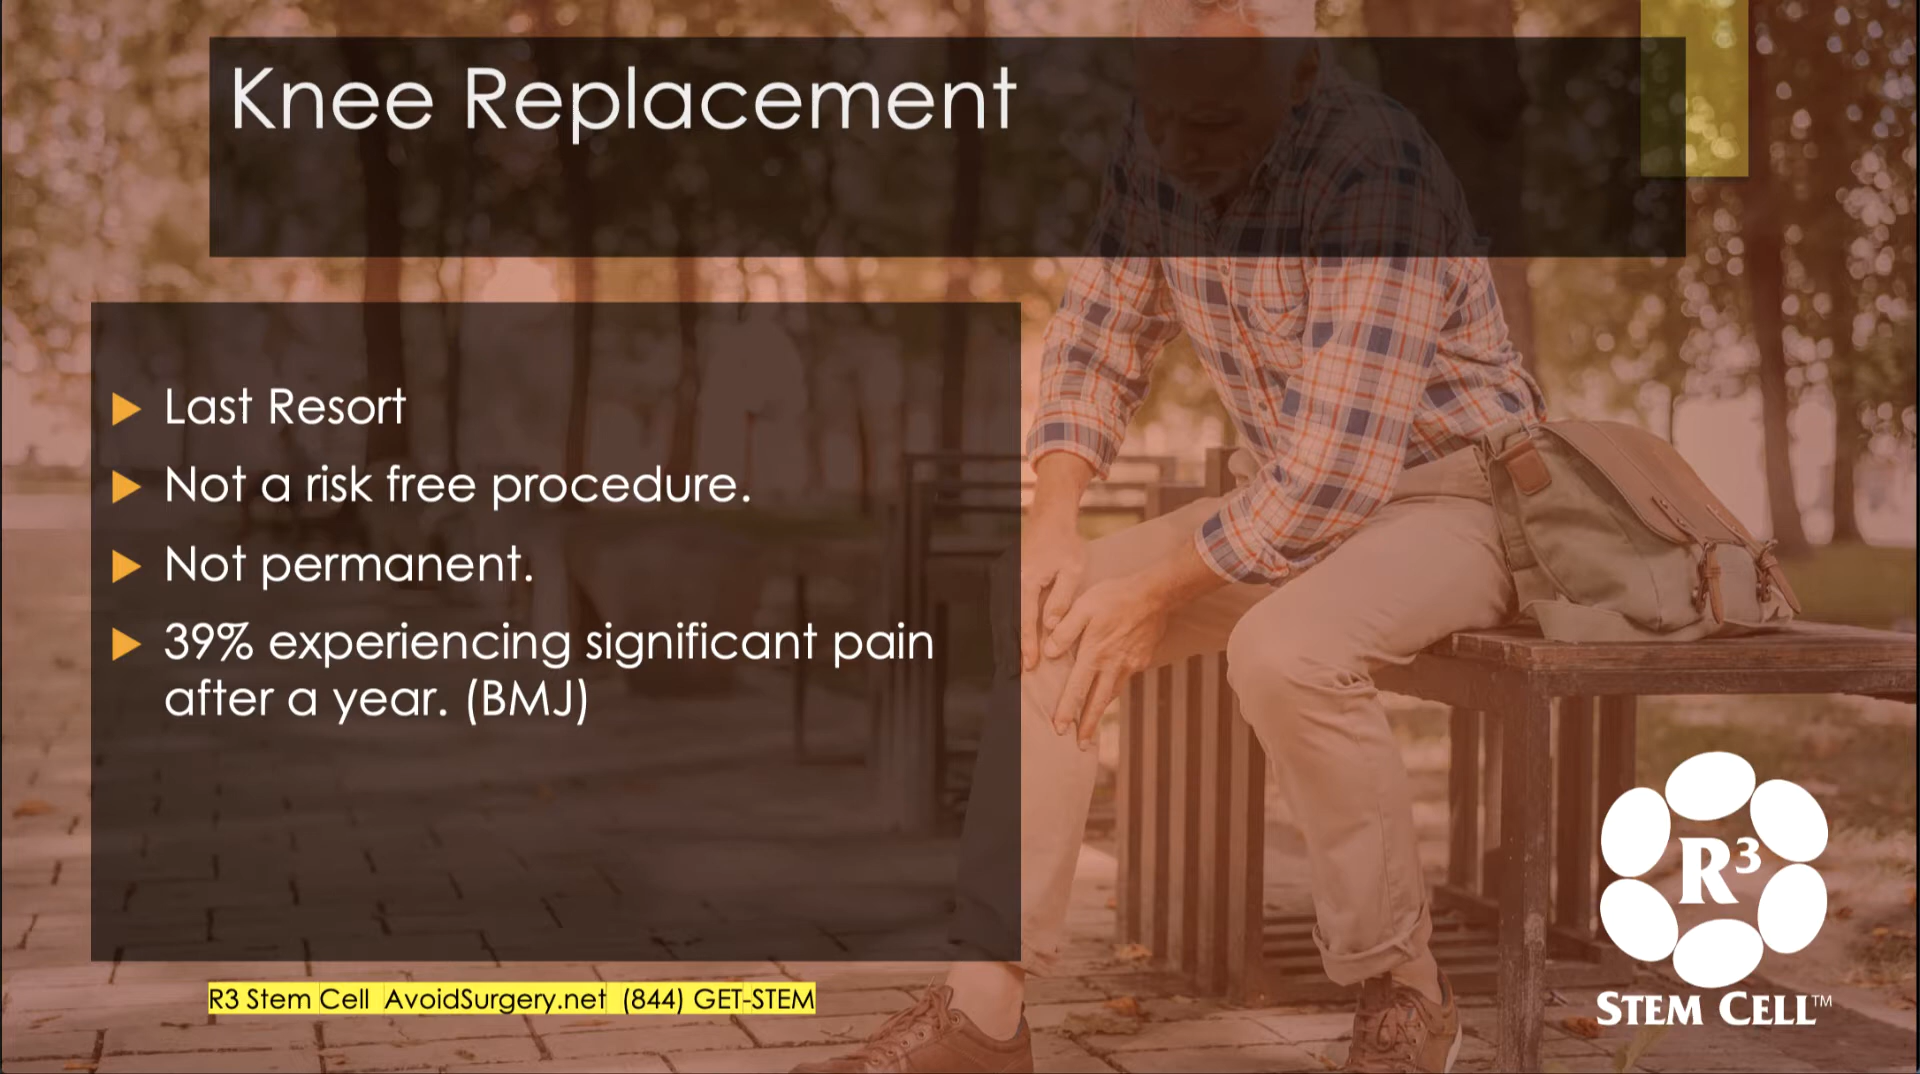 Knee Replacement
Last Resort
Not a risk free procedure.
Not permanent.
39% experiencing significant pain
after a year. (BMJ)
R3 Stem Cell AvoidSurgery.net (844) GET-STEM
R³
STEM CELL™